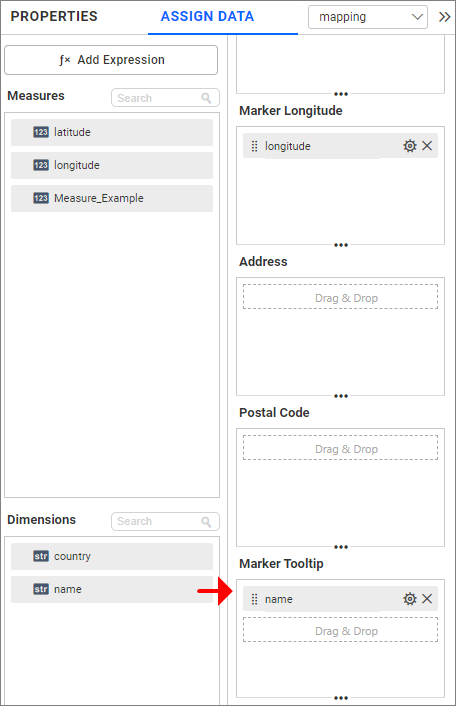 PROPERTIES
ASSIGN DATA
mapping
ƒ× Add Expression
Measures
Search
123 latitude
123 longitude
123 Measure_Example
Dimensions
Search
str country
str name
Marker Longitude
longitude
Address
Drag & Drop
Postal Code
Drag & Drop
Marker Tooltip
name
Drag & Drop